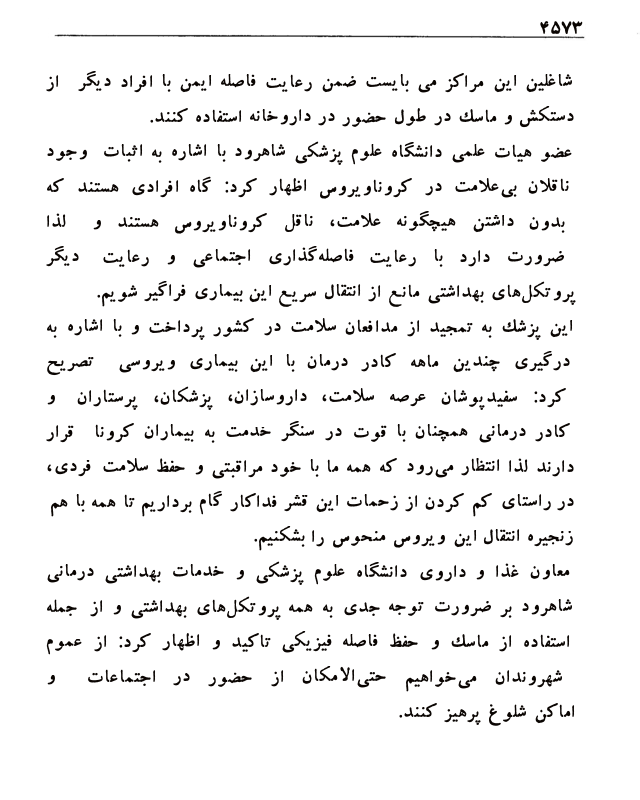 ۴۵۷۳
شاغلین این مراکز می بایست ضمن رعایت فاصله ایمن با افراد دیگر از
دستکش و ماسک در طول حضور در داروخانه استفاده کنند.
عضو هیات علمی دانشگاه علوم پزشکی شاهرود با اشاره به اثبات وجود
ناقلان بی‌علامت در کروناویروس اظهار کرد: گاه افرادی هستند که
بدون داشتن هیچگونه علامت، ناقل کروناویروس هستند و لذا
ضرورت دارد با رعایت فاصله‌گذاری اجتماعی و رعایت دیگر
پروتکل‌های بهداشتی مانع از انتقال سریع این بیماری فراگیر شویم.
این پزشک به تمجید از مدافعان سلامت در کشور پرداخت و با اشاره به
درگیری چندین ماهه کادر درمان با این بیماری ویروسی تصریح
کرد: سفیدپوشان عرصه سلامت، داروسازان، پزشکان، پرستاران و
کادر درمانی همچنان با قوت در سنگر خدمت به بیماران کرونا قرار
دارند لذا انتظار می‌رود که همه ما با خود مراقبتی و حفظ سلامت فردی،
در راستای کم کردن از زحمات این قشر فداکار گام برداریم تا همه با هم
زنجیره انتقال این ویروس منحوس را بشکنیم.
معاون غذا و داروی دانشگاه علوم پزشکی و خدمات بهداشتی درمانی
شاهرود بر ضرورت توجه جدی به همه پروتکل‌های بهداشتی و از جمله
استفاده از ماسک و حفظ فاصله فیزیکی تاکید و اظهار کرد: از عموم
شهروندان می‌خواهیم حتی‌الامکان از حضور در اجتماعات و
اماکن شلوغ پرهیز کنند.